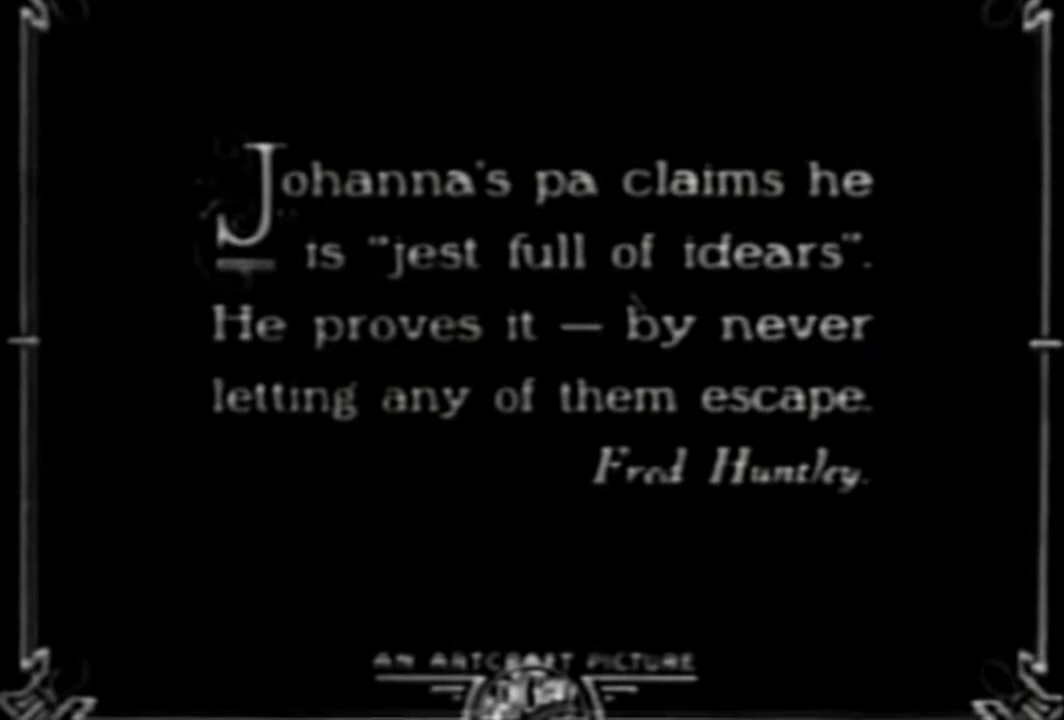 Johanna's pa claims he
is "jest full of idears".
He proves it — by never
letting any of them escape.
Fred Huntley.
AN ARTCRAFT PICTURE